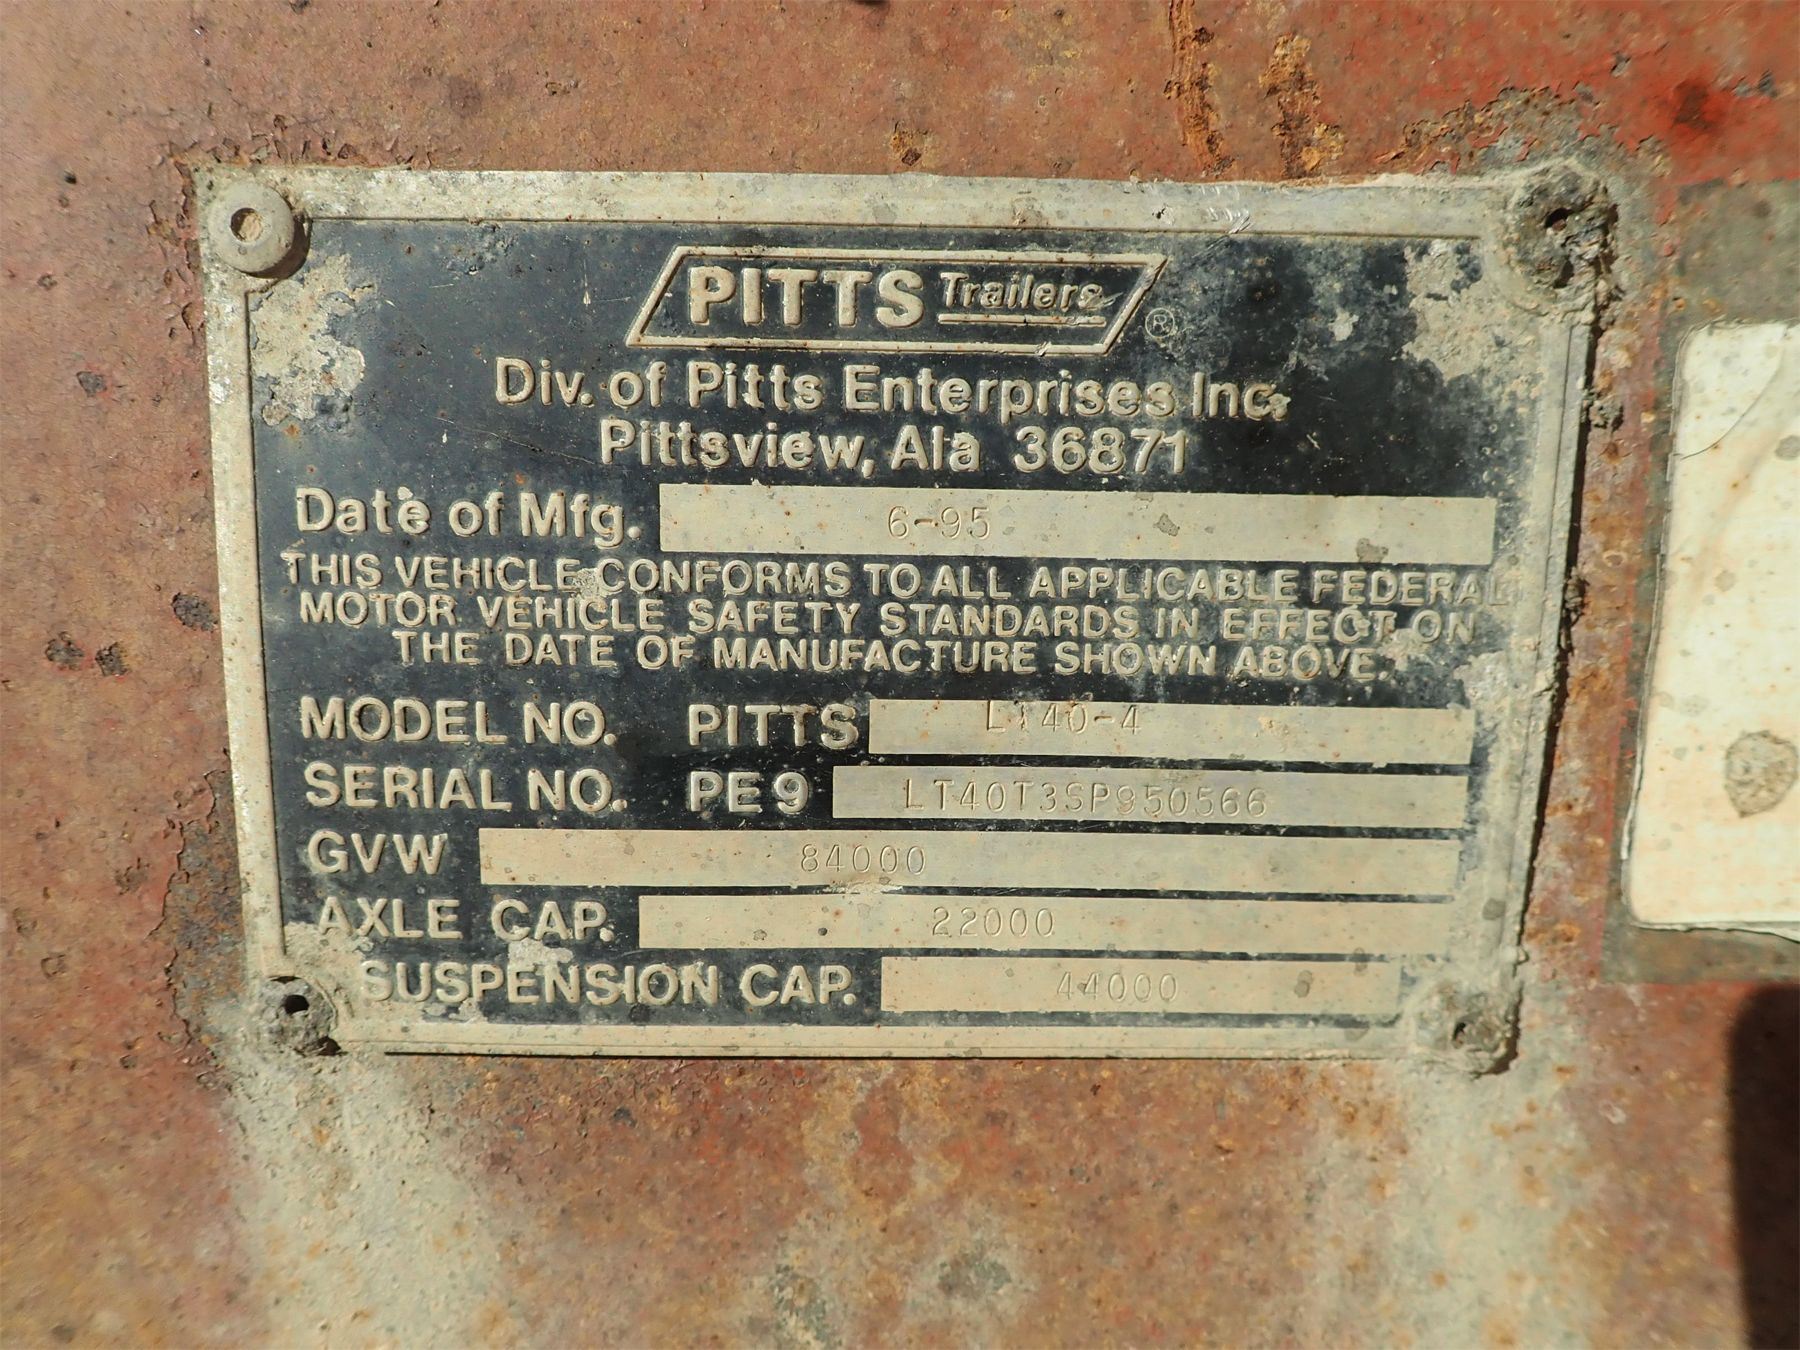 PITTS Trailers ®
Div. of Pitts Enterprises Inc.
Pittsview, Ala 36871
Date of Mfg. 6-95
THIS VEHICLE CONFORMS TO ALL APPLICABLE FEDERAL
MOTOR VEHICLE SAFETY STANDARDS IN EFFECT ON
THE DATE OF MANUFACTURE SHOWN ABOVE.
MODEL NO. PITTS LT40-4
SERIAL NO. PE9 LT40T3SP950566
GVW 84000
AXLE CAP. 22000
SUSPENSION CAP. 44000